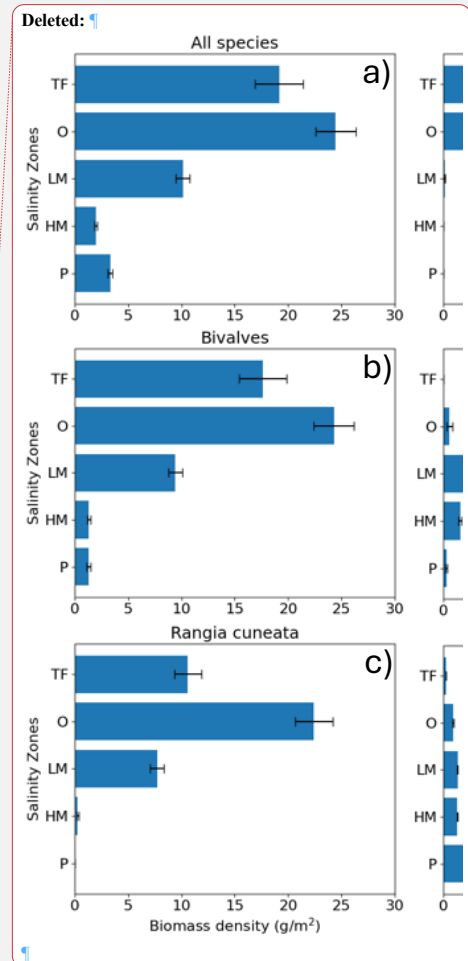 Deleted: ¶
All species
a)
Salinity Zones
TF
O
LM
HM
P
0 5 10 15 20 25 30
TF
O
LM
HM
P
0
Bivalves
b)
Salinity Zones
TF
O
LM
HM
P
0 5 10 15 20 25 30
TF
O
LM
HM
P
0
Rangia cuneata
c)
Salinity Zones
TF
O
LM
HM
P
0 5 10 15 20 25 30
Biomass density (g/m²)
TF
O
LM
HM
P
0
¶